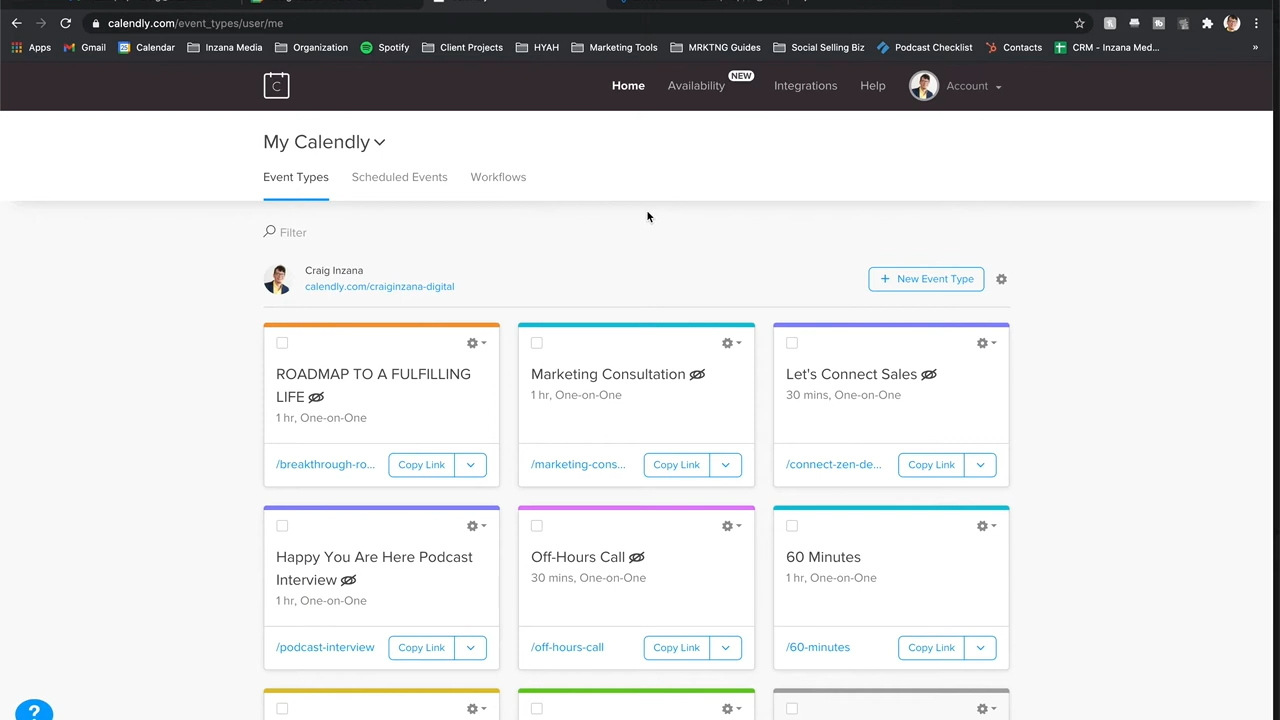 calendly.com/event_types/user/me
Apps Gmail Calendar Inzana Media Organization Spotify Client Projects HYAH Marketing Tools MRKTNG Guides Social Selling Biz Podcast Checklist Contacts CRM - Inzana Med... »
C Home Availability NEW Integrations Help Account
My Calendly
Event Types Scheduled Events Workflows
Filter
Craig Inzana
calendly.com/craiginzana-digital
+ New Event Type
ROADMAP TO A FULFILLING
LIFE
1 hr, One-on-One
/breakthrough-ro... Copy Link
Marketing Consultation
1 hr, One-on-One
/marketing-cons... Copy Link
Let's Connect Sales
30 mins, One-on-One
/connect-zen-de... Copy Link
Happy You Are Here Podcast
Interview
1 hr, One-on-One
/podcast-interview Copy Link
Off-Hours Call
30 mins, One-on-One
/off-hours-call Copy Link
60 Minutes
1 hr, One-on-One
/60-minutes Copy Link
?